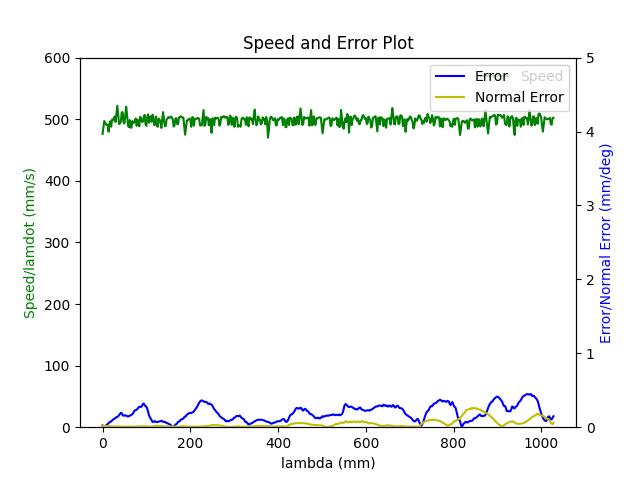 Speed and Error Plot
600
500
400
300
200
100
0
Speed/lamdot (mm/s)
Error
Speed
Normal Error
5
4
3
2
1
0
Error/Normal Error (mm/deg)
0
200
400
600
800
1000
lambda (mm)